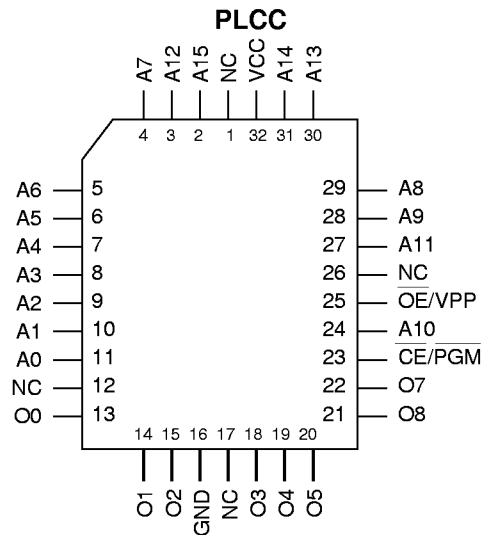 PLCC
A7 A12 A15 NC VCC A14 A13
4 3 2 1 32 31 30
A6 5 29 A8
A5 6 28 A9
A4 7 27 A11
A3 8 26 NC
A2 9 25 OE/VPP
A1 10 24 A10
A0 11 23 CE/PGM
NC 12 22 O7
O0 13 21 O8
14 15 16 17 18 19 20
O1 O2 GND NC O3 O4 O5